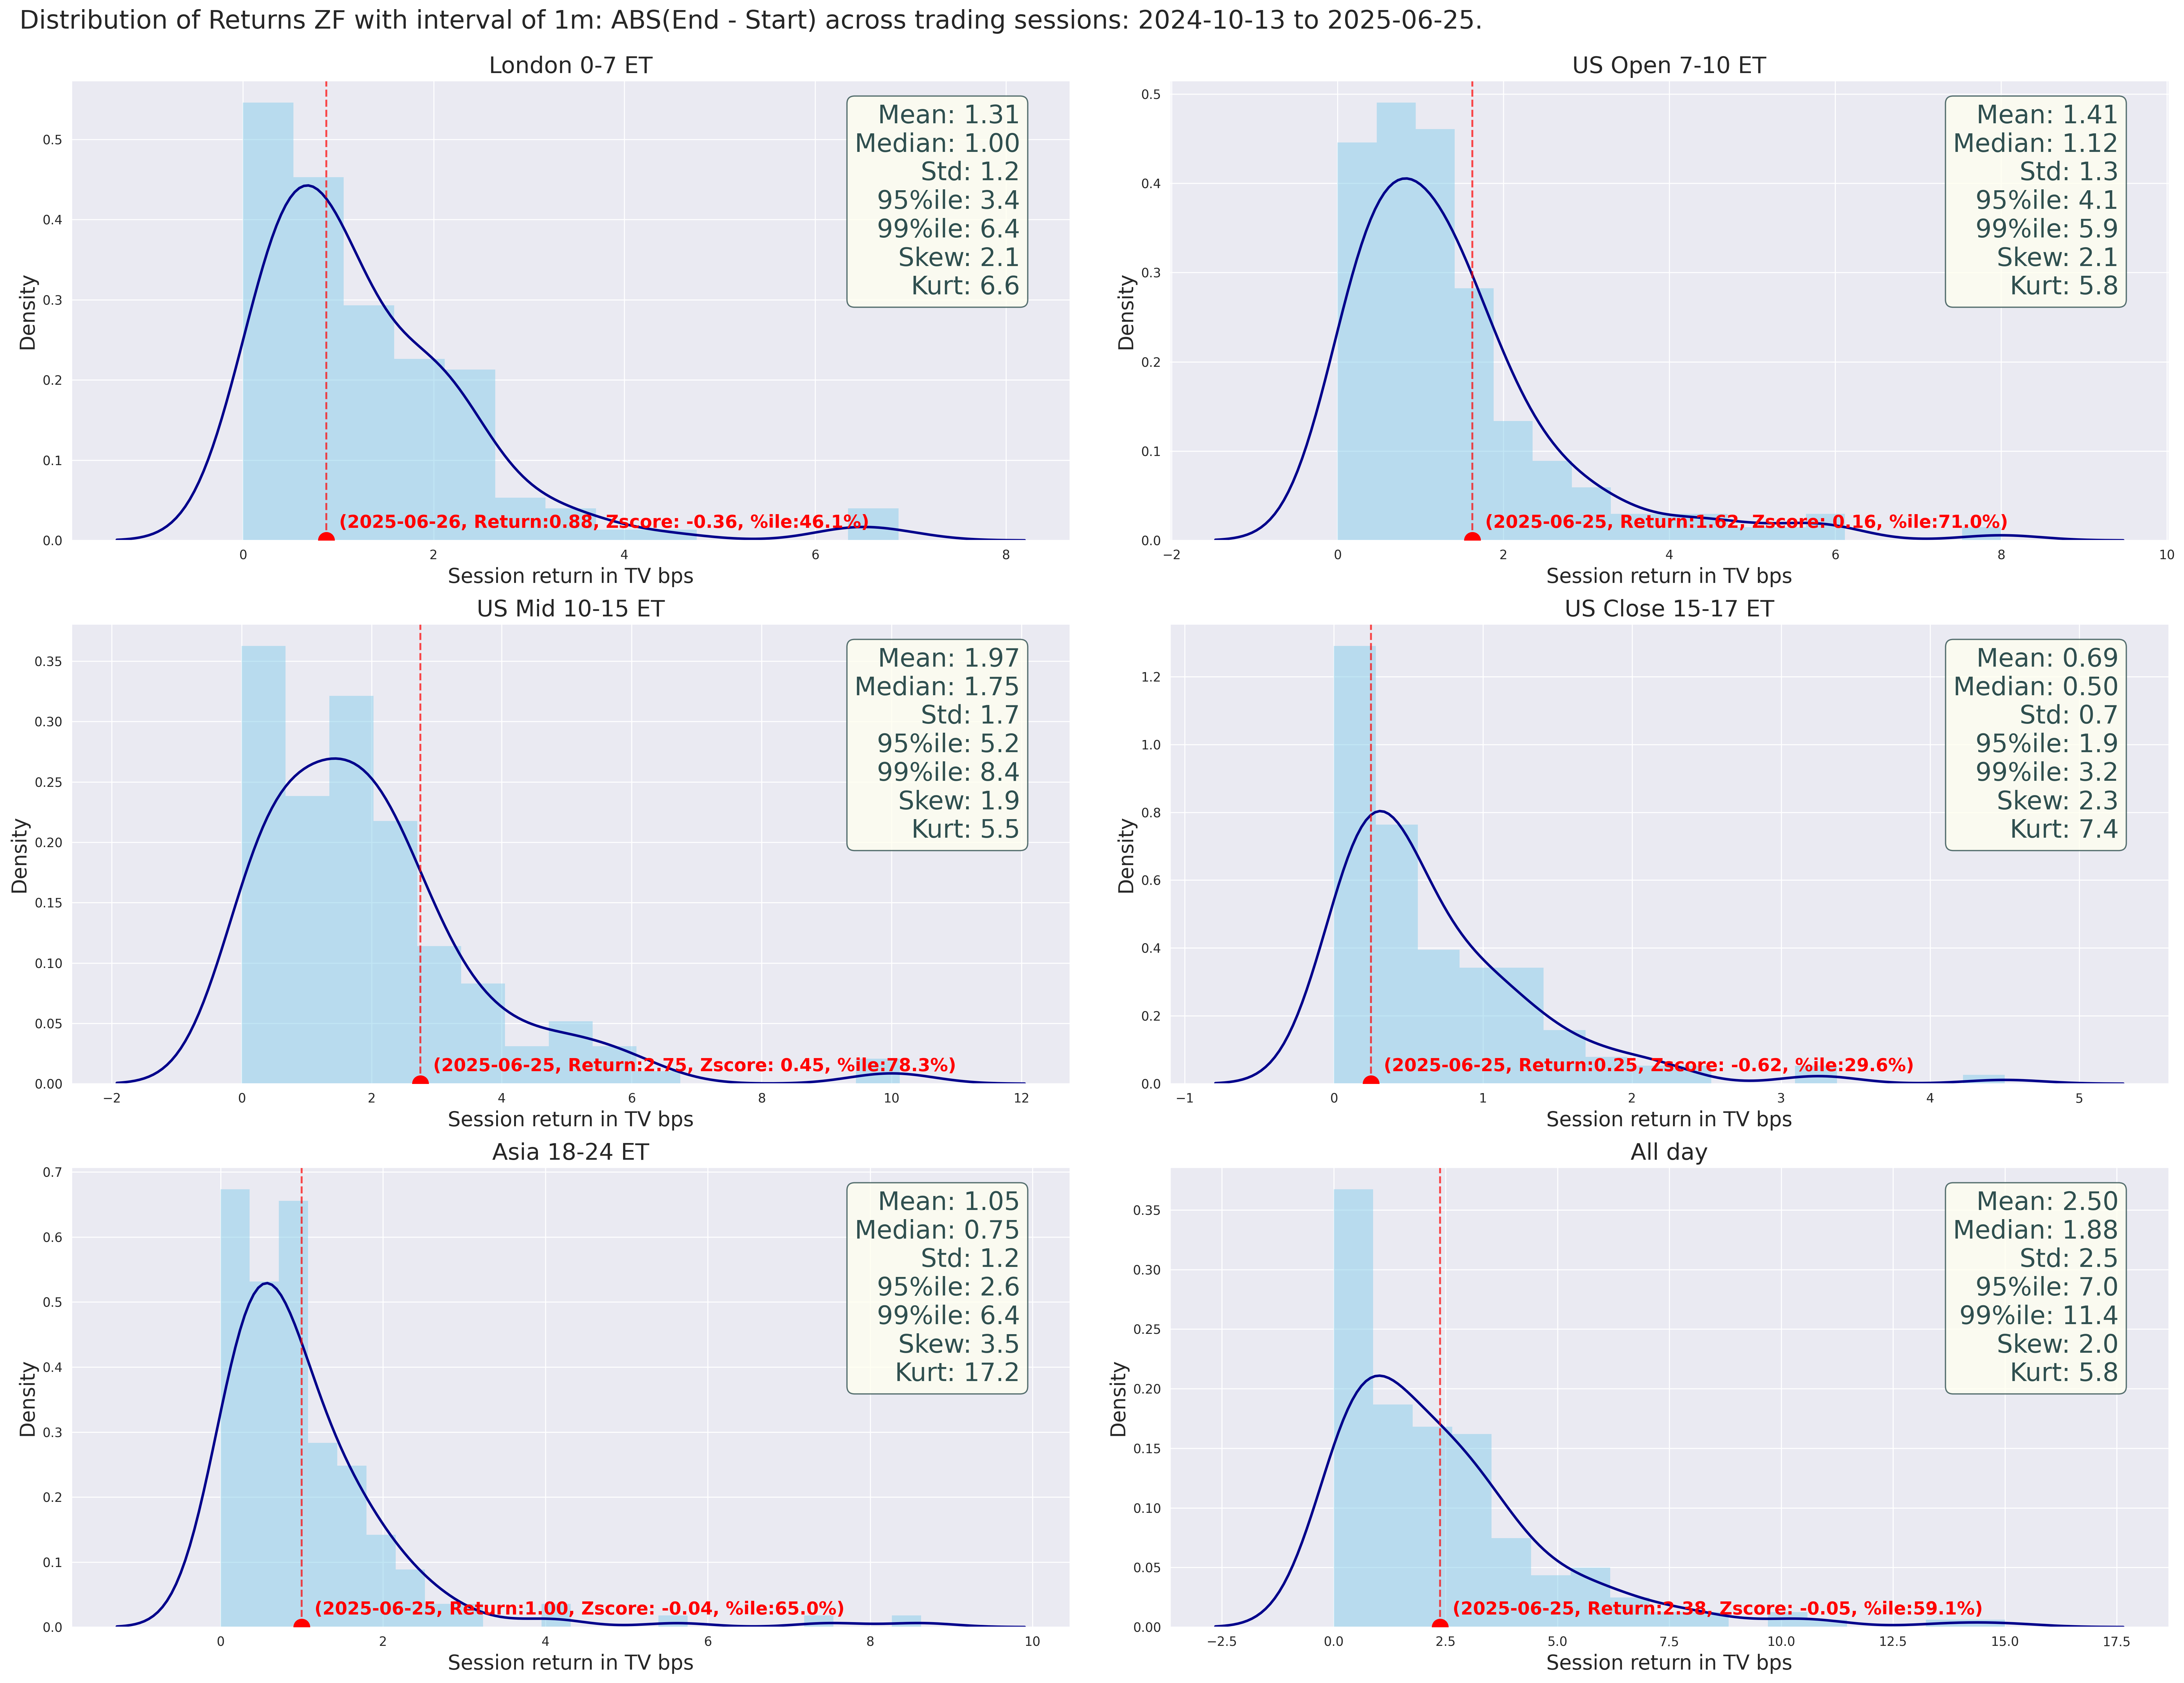 Distribution of Returns ZF with interval of 1m: ABS(End - Start) across trading sessions: 2024-10-13 to 2025-06-25.
London 0-7 ET
Density
0.5
0.4
0.3
0.2
0.1
0.0
Mean: 1.31
Median: 1.00
Std: 1.2
95%ile: 3.4
99%ile: 6.4
Skew: 2.1
Kurt: 6.6
(2025-06-26, Return:0.88, Zscore: -0.36, %ile:46.1%)
0 2 4 6 8
Session return in TV bps
US Open 7-10 ET
Density
0.5
0.4
0.3
0.2
0.1
0.0
Mean: 1.41
Median: 1.12
Std: 1.3
95%ile: 4.1
99%ile: 5.9
Skew: 2.1
Kurt: 5.8
(2025-06-25, Return:1.62, Zscore: 0.16, %ile:71.0%)
−2 0 2 4 6 8 10
Session return in TV bps
US Mid 10-15 ET
Density
0.35
0.30
0.25
0.20
0.15
0.10
0.05
0.00
Mean: 1.97
Median: 1.75
Std: 1.7
95%ile: 5.2
99%ile: 8.4
Skew: 1.9
Kurt: 5.5
(2025-06-25, Return:2.75, Zscore: 0.45, %ile:78.3%)
−2 0 2 4 6 8 10 12
Session return in TV bps
US Close 15-17 ET
Density
1.2
1.0
0.8
0.6
0.4
0.2
0.0
Mean: 0.69
Median: 0.50
Std: 0.7
95%ile: 1.9
99%ile: 3.2
Skew: 2.3
Kurt: 7.4
(2025-06-25, Return:0.25, Zscore: -0.62, %ile:29.6%)
−1 0 1 2 3 4 5
Session return in TV bps
Asia 18-24 ET
Density
0.7
0.6
0.5
0.4
0.3
0.2
0.1
0.0
Mean: 1.05
Median: 0.75
Std: 1.2
95%ile: 2.6
99%ile: 6.4
Skew: 3.5
Kurt: 17.2
(2025-06-25, Return:1.00, Zscore: -0.04, %ile:65.0%)
0 2 4 6 8 10
Session return in TV bps
All day
Density
0.35
0.30
0.25
0.20
0.15
0.10
0.05
0.00
Mean: 2.50
Median: 1.88
Std: 2.5
95%ile: 7.0
99%ile: 11.4
Skew: 2.0
Kurt: 5.8
(2025-06-25, Return:2.38, Zscore: -0.05, %ile:59.1%)
−2.5 0.0 2.5 5.0 7.5 10.0 12.5 15.0 17.5
Session return in TV bps